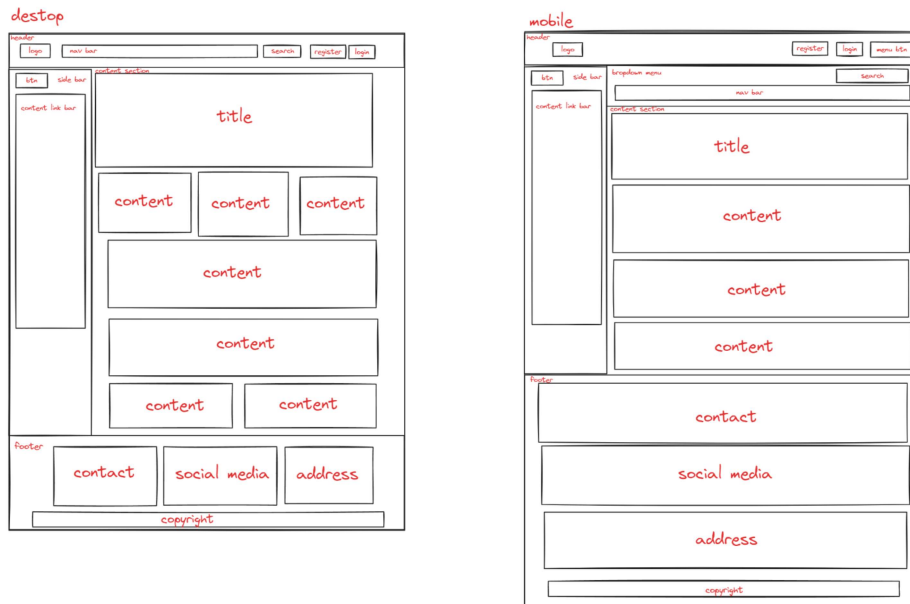 destop
header
logo
nav bar
search
register
login
btn
side bar
content link bar
content section
title
content
content
content
content
content
content
content
footer
contact
social media
address
copyright
mobile
header
logo
register
login
menu btn
btn
side bar
content link bar
bropdown menu
search
nav bar
content section
title
content
content
content
footer
contact
social media
address
copyright